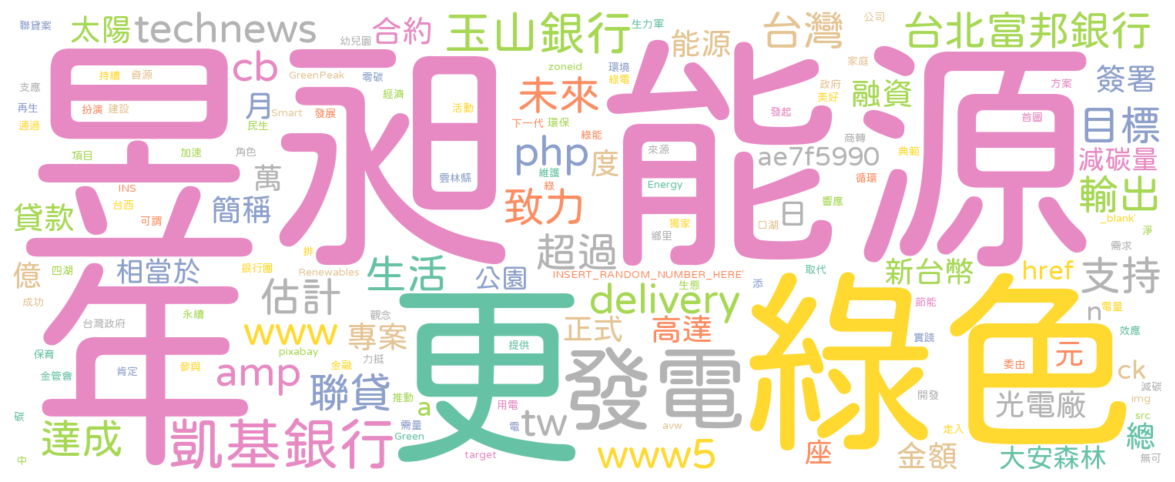 聯貸案
太陽
technews
幼兒園
合約
玉山銀行
生力軍
能源
台灣
公司
台北富邦銀行
支應
持續
資源
cb
GreenPeak
零碳
zoneid
環境
綠電
政府
美好
家庭
方案
簽署
再生
扮演
建設
月
Smart
發展
經濟
活動
未來
發起
融資
首團
目標
通過
民生
下一代
環保
綠能
商轉
典範
昱昶能源
項目
加速
角色
php
度
來源
ae7f5990
減碳量
INS
萬
雲林縣
維護
綠
Energy
循環
貸款
台西
可謂
簡稱
致力
獨家
日
響應
輸出
_blank'
鄉里
口湖
淨
四湖
排
超過
需求
億
相當於
銀行團
Renewables
生活
公園
INSERT_RANDOM_NUMBER_HERE'
取代
新台幣
href
支持
成功
估計
生態
添
delivery
節能
n
電量
台灣政府
永續
觀念
年
更
綠色
www
專案
提供
正式
高達
實踐
效應
保育
pixabay
力挺
發電
元
金管會
肯定
參與
金融
委由
ck
amp
聯貸
推動
用電
開發
光電廠
減碳
img
碳
a
需量
Green
電
tw
avw
走入
src
達成
凱基銀行
target
www5
座
金額
大安森林
總
無可
中